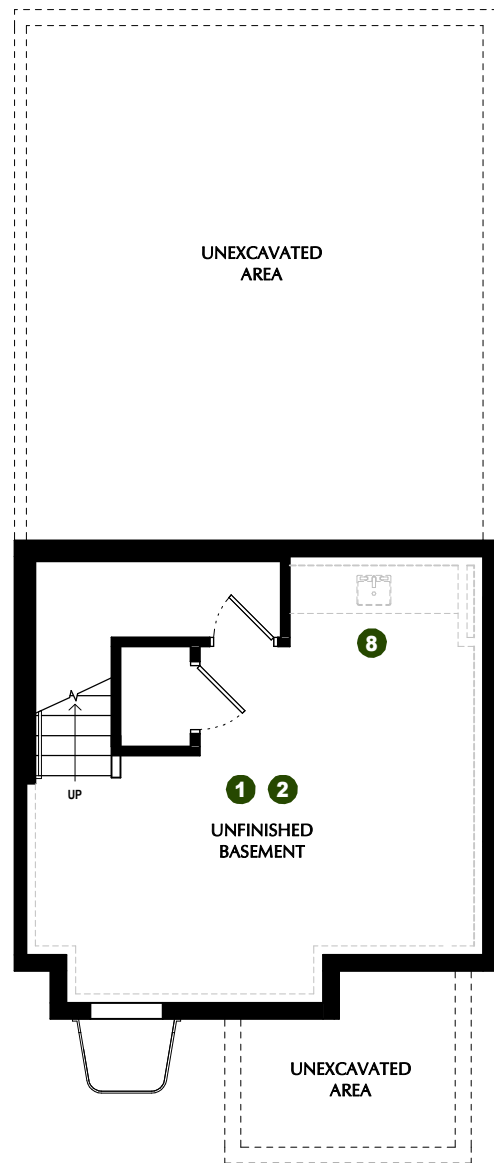 UNEXCAVATED
AREA
8
UP
1 2
UNFINISHED
BASEMENT
UNEXCAVATED
AREA